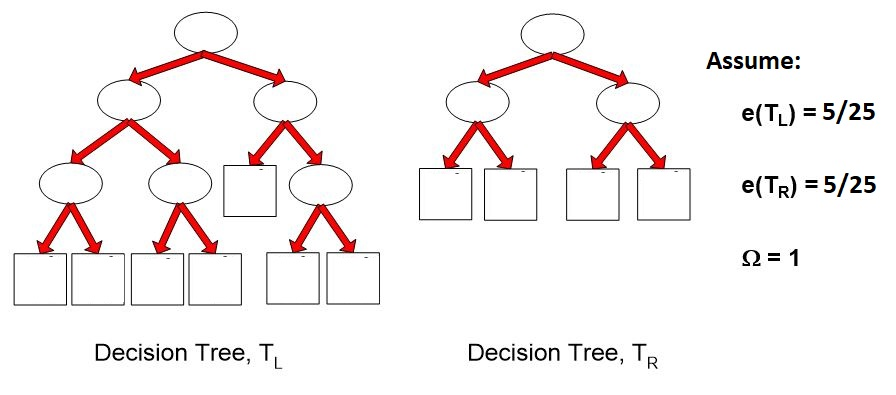 Assume:
e(T_L) = 5/25
e(T_R) = 5/25
Ω = 1
Decision Tree, T_L
Decision Tree, T_R